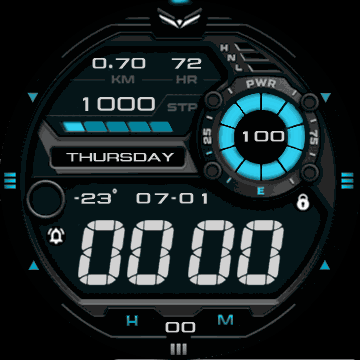 0.70 72
KM HR
1000 STP
THURSDAY
H
N
L
PWR
25 100 75
E
-23° 07-01
00 00
H 00 M